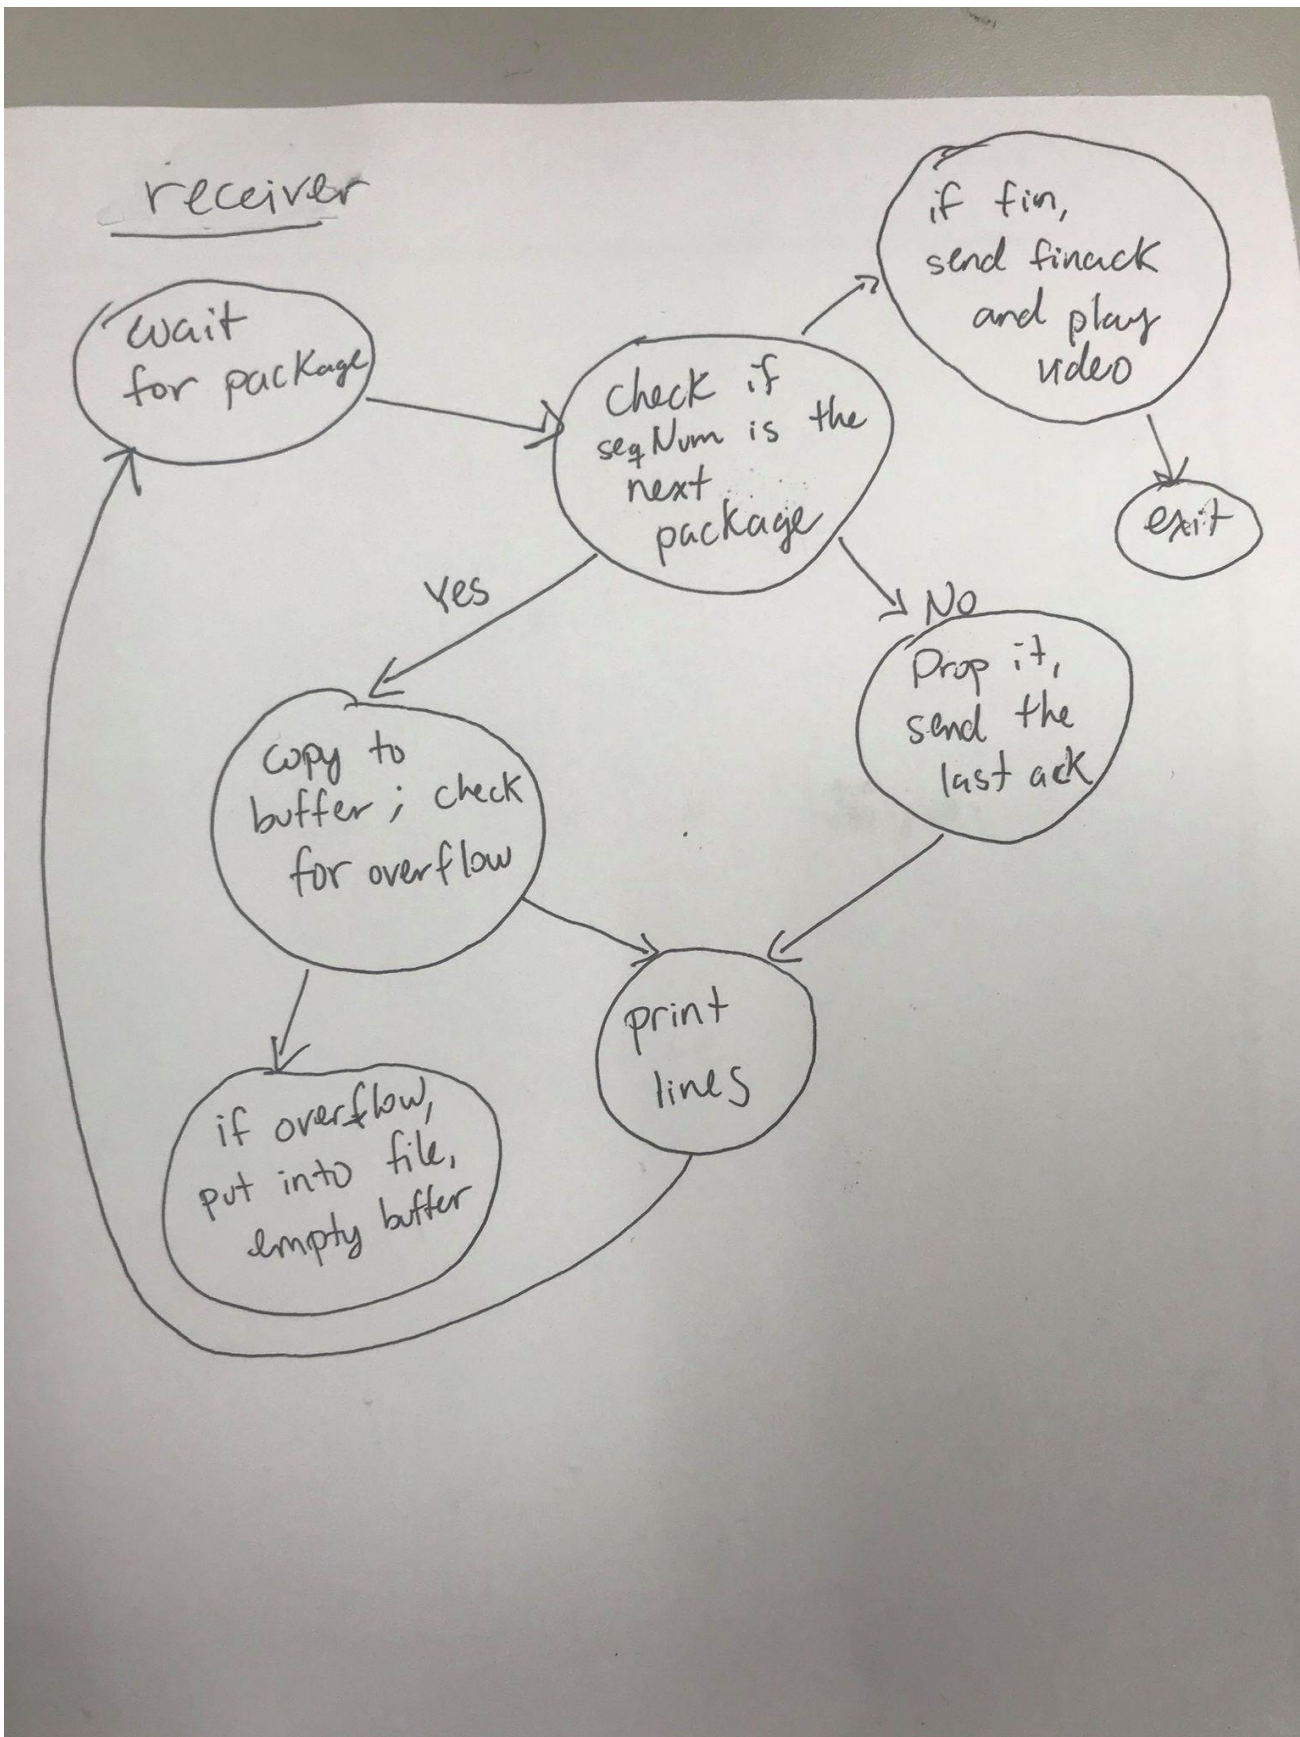 receiver
wait
for package
check if
seqNum is the
next
package
if fin,
send finack
and play
video
exit
Yes
No
Drop it,
send the
last ack
copy to
buffer; check
for overflow
print
lines
if overflow,
put into file,
empty buffer